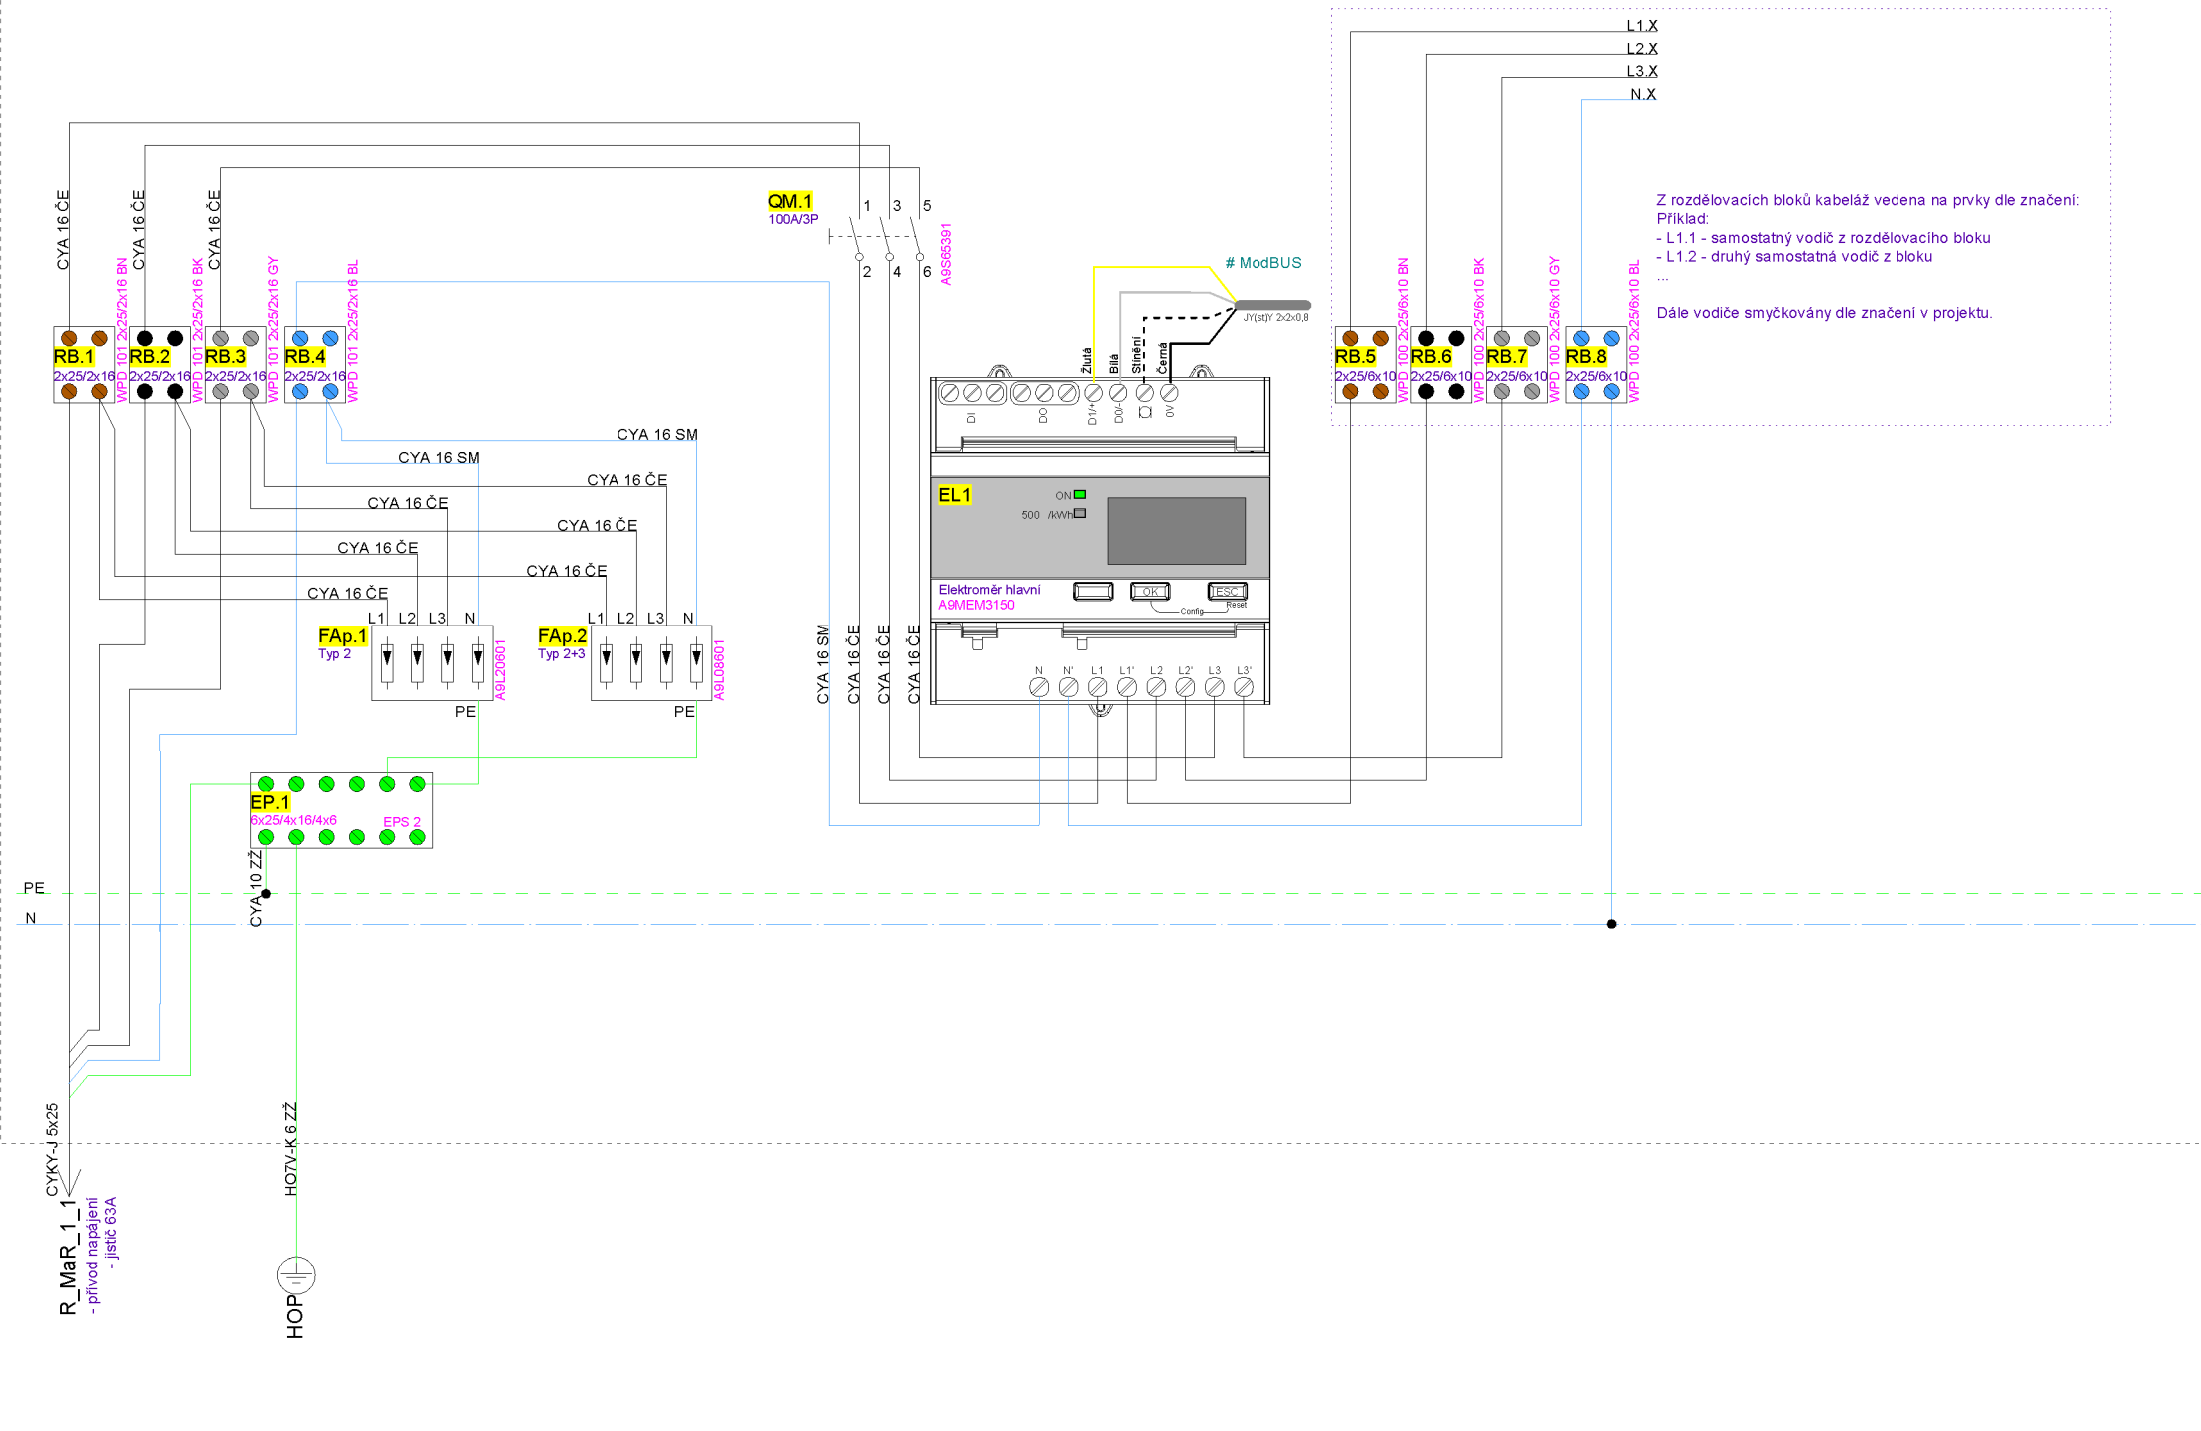 L1.X
L2.X
L3.X
N.X
QM.1
100A/3P
1
3
5
2
4
6
A9S65391
CYA 16 ČE
CYA 16 ČE
CYA 16 ČE
Z rozdělovacích bloků kabeláž vedena na prvky dle značení:
Příklad:
- L1.1 - samostatný vodič z rozdělovacího bloku
- L1.2 - druhý samostatná vodič z bloku
...
Dále vodiče smyčkovány dle značení v projektu.
# ModBUS
JY(st)Y 2x2x0,8
Žlutá
Bílá
Stínění
Černá
RB.1
2x25/2x16
WPD 101 2x25/2x16 BN
RB.2
2x25/2x16
WPD 101 2x25/2x16 BK
RB.3
2x25/2x16
WPD 101 2x25/2x16 GY
RB.4
2x25/2x16
WPD 101 2x25/2x16 BL
RB.5
2x25/6x10
WPD 100 2x25/6x10 BN
RB.6
2x25/6x10
WPD 100 2x25/6x10 BK
RB.7
2x25/6x10
WPD 100 2x25/6x10 GY
RB.8
2x25/6x10
WPD 100 2x25/6x10 BL
DI
DO
D1/+
D0/-
0V
CYA 16 SM
CYA 16 SM
CYA 16 ČE
CYA 16 ČE
CYA 16 ČE
CYA 16 ČE
CYA 16 ČE
CYA 16 ČE
EL1
ON
500 /kWh
Elektroměr hlavní
A9MEM3150
OK
ESC
Config
Reset
L1
L2
L3
N
FAp.1
Typ 2
A9L20601
PE
L1
L2
L3
N
FAp.2
Typ 2+3
A9L08601
PE
CYA 16 SM
CYA 16 ČE
CYA 16 ČE
CYA 16 ČE
N
N'
L1
L1'
L2
L2'
L3
L3'
EP.1
6x25/4x16/4x6
EPS 2
CYA 10 ZŽ
PE
N
CYKY-J 5x25
HO7V-K 6 ZŽ
R_MaR_1_1
- přívod napájení
- jistič 63A
HOP